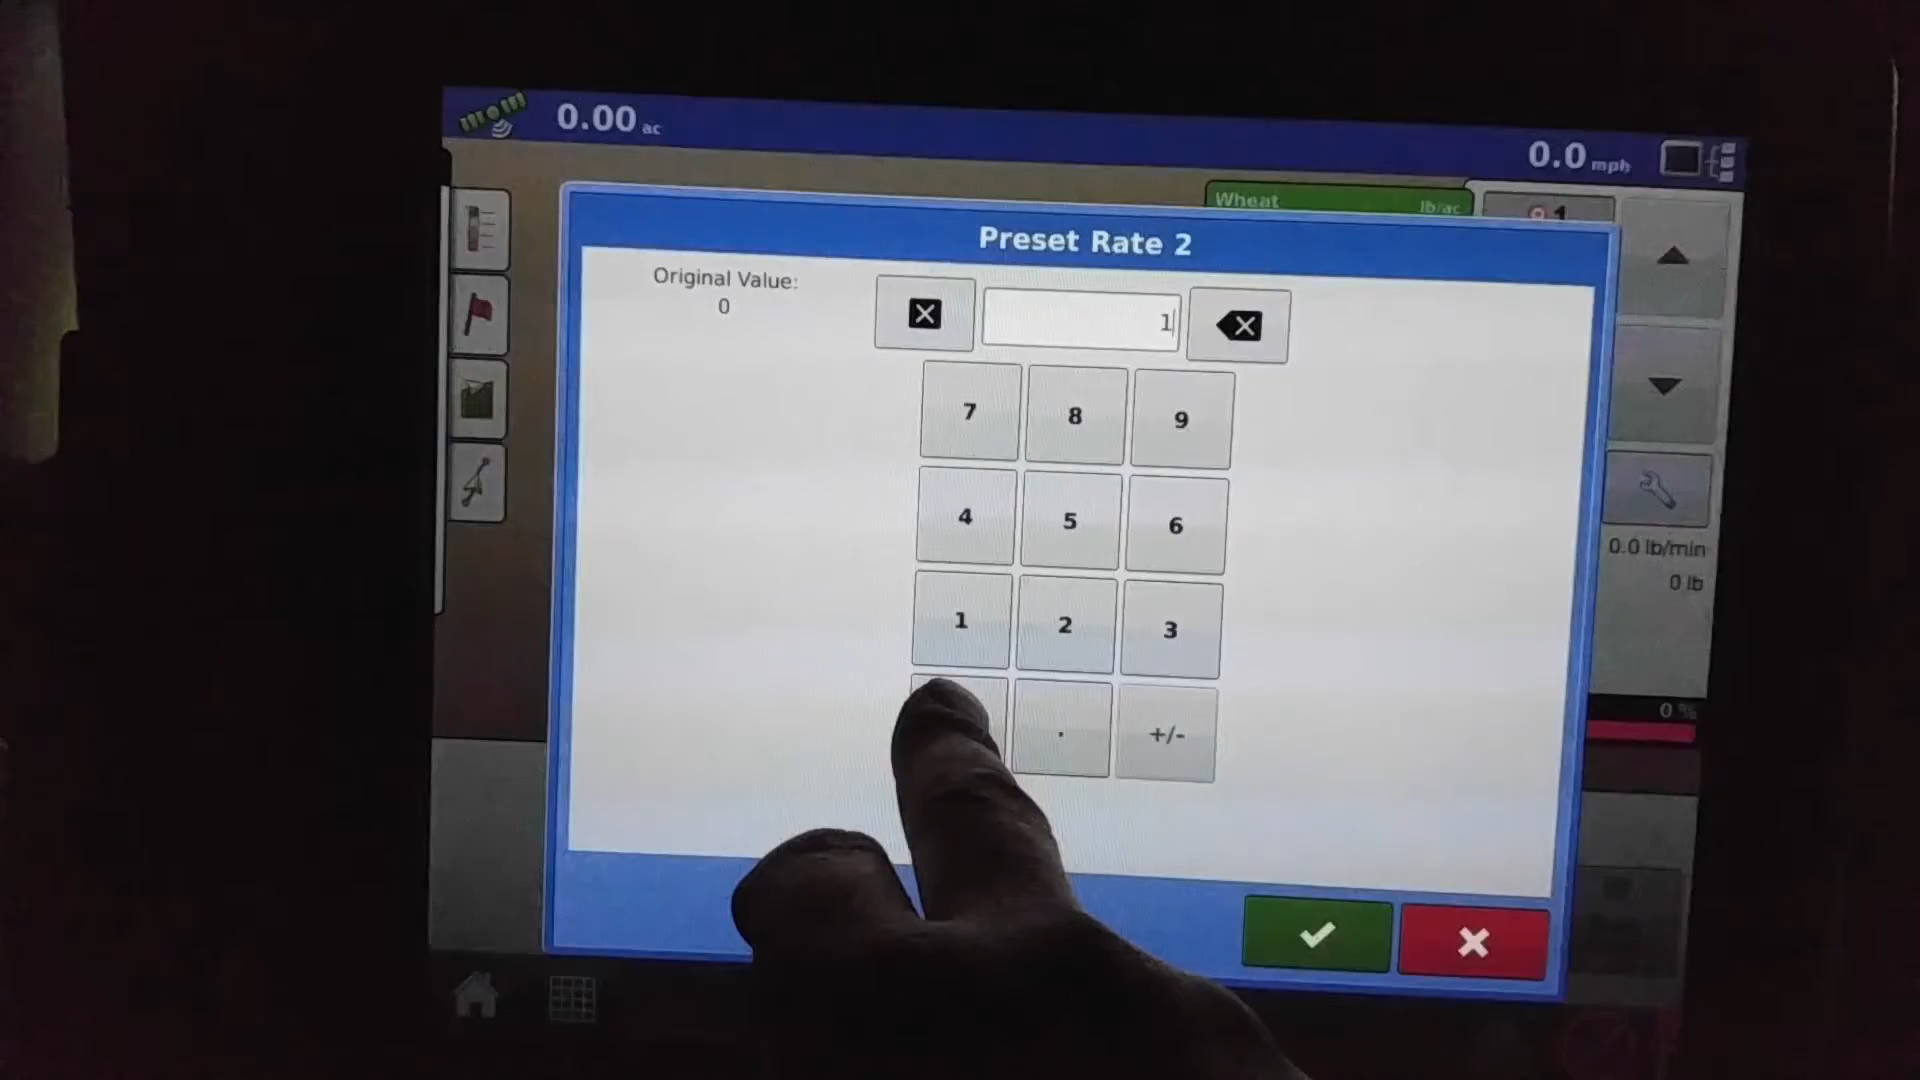 0.00 ac
0.0 mph
Wheat lb/ac
1
Preset Rate 2
Original Value:
0
1
7 8 9
4 5 6
1 2 3
. +/-
0.0 lb/min
0 lb
0 %